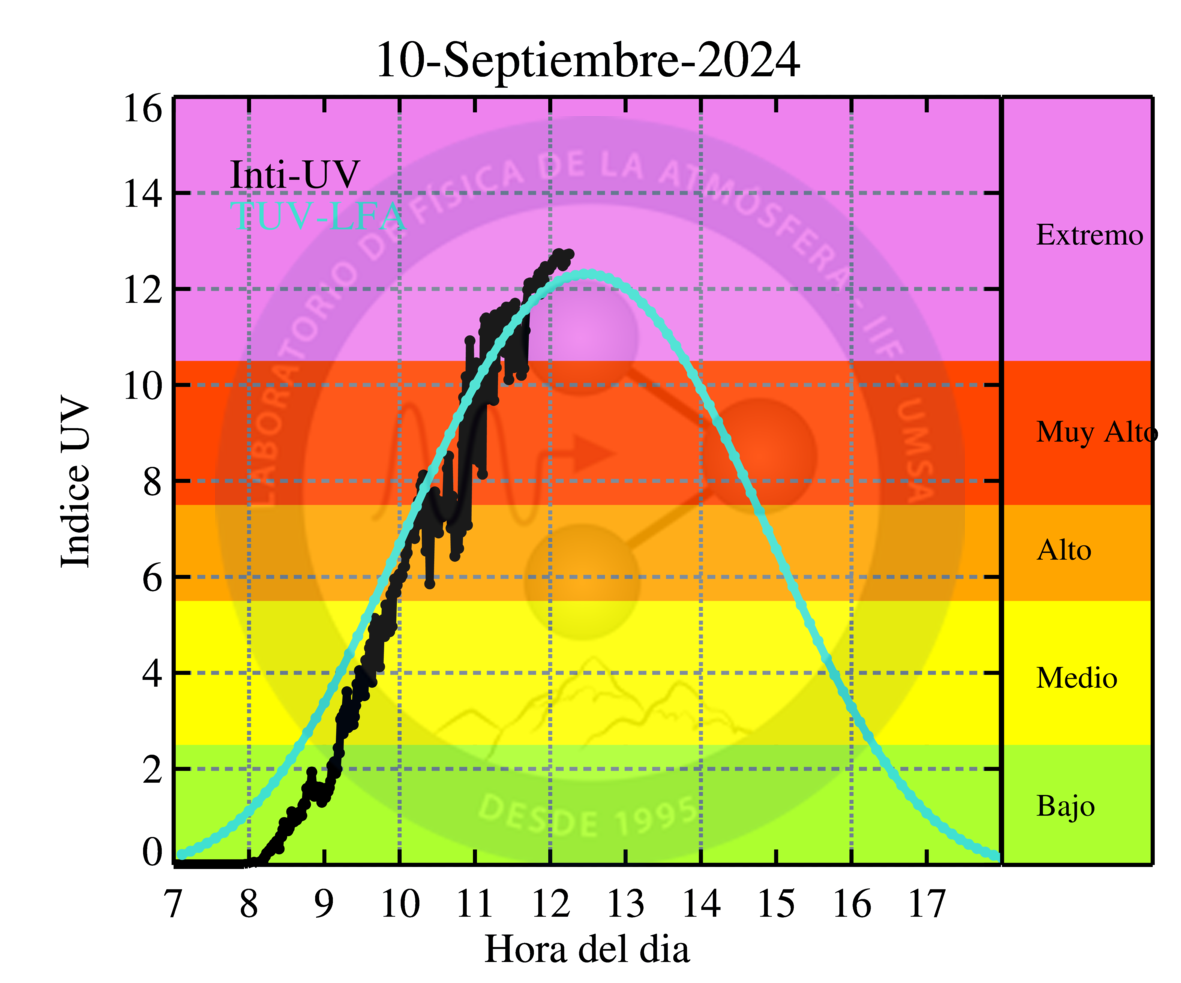 10-Septiembre-2024
16
14
12
10
8
6
4
2
0
Indice UV
Inti-UV
TUV-LFA
LABORATORIO DE FÍSICA DE LA ATMÓSFERA - IIF - UMSA
DESDE 1995
Extremo
Muy Alto
Alto
Medio
Bajo
7 8 9 10 11 12 13 14 15 16 17
Hora del dia